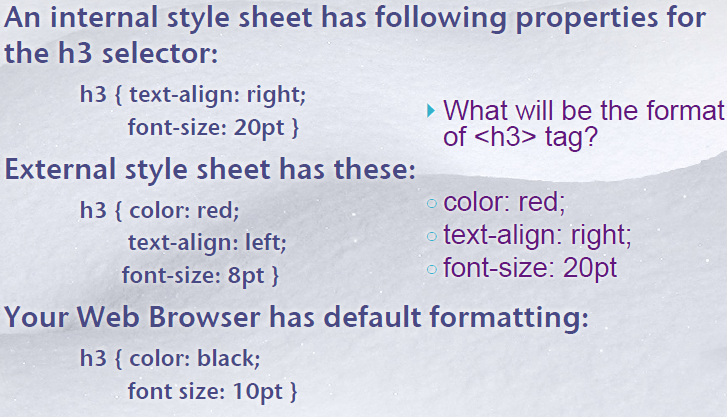 An internal style sheet has following properties for
the h3 selector:
h3 { text-align: right;
font-size: 20pt }
External style sheet has these:
h3 { color: red;
text-align: left;
font-size: 8pt }
Your Web Browser has default formatting:
h3 { color: black;
font size: 10pt }
What will be the format
of <h3> tag?
color: red;
text-align: right;
font-size: 20pt